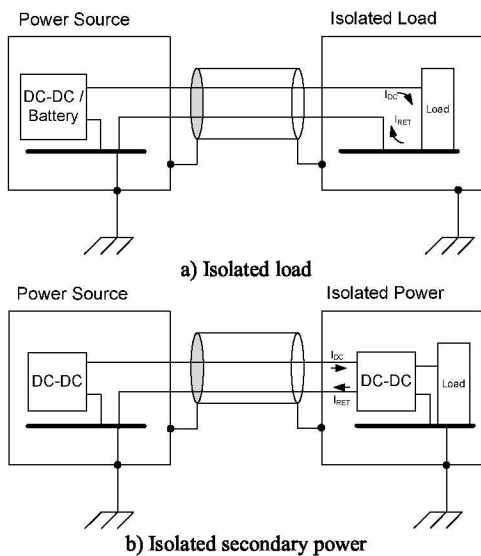 Power Source
Isolated Load
DC-DC /
Battery
I_DC
Load
I_RET
a) Isolated load
Power Source
Isolated Power
I_DC
DC-DC
DC-DC
Load
I_RET
b) Isolated secondary power